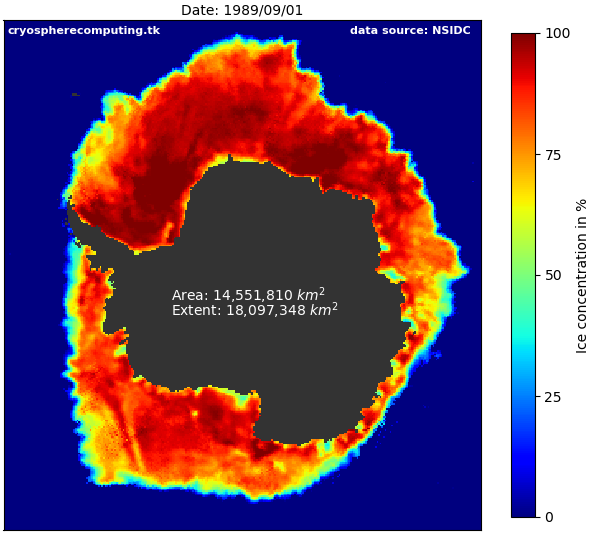 Date: 1989/09/01
cryospherecomputing.tk
data source: NSIDC
Area: 14,551,810 km²
Extent: 18,097,348 km²
100
75
50
25
0
Ice concentration in %